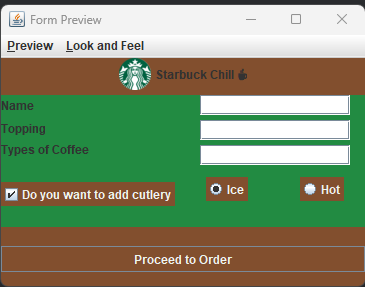 Form Preview
Preview Look and Feel
Starbuck Chill
Name
Topping
Types of Coffee
Do you want to add cutlery Ice Hot
Proceed to Order